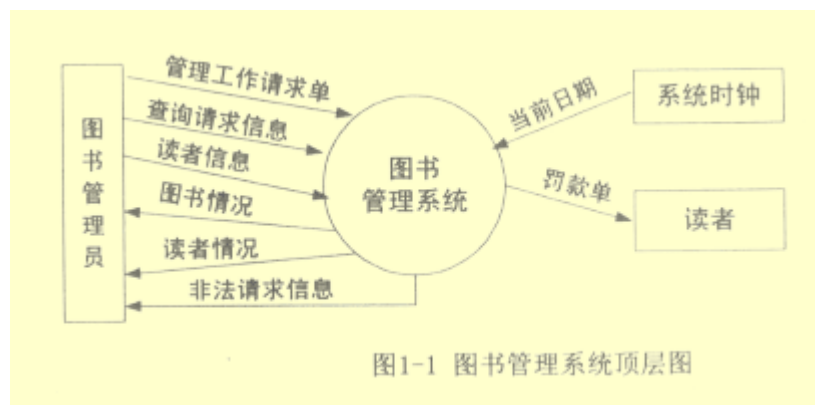 管理工作请求单
查询请求信息
读者信息
图书情况
读者情况
非法请求信息
图书管理员
图书
管理系统
当前日期
罚款单
系统时钟
读者
图1-1 图书管理系统顶层图